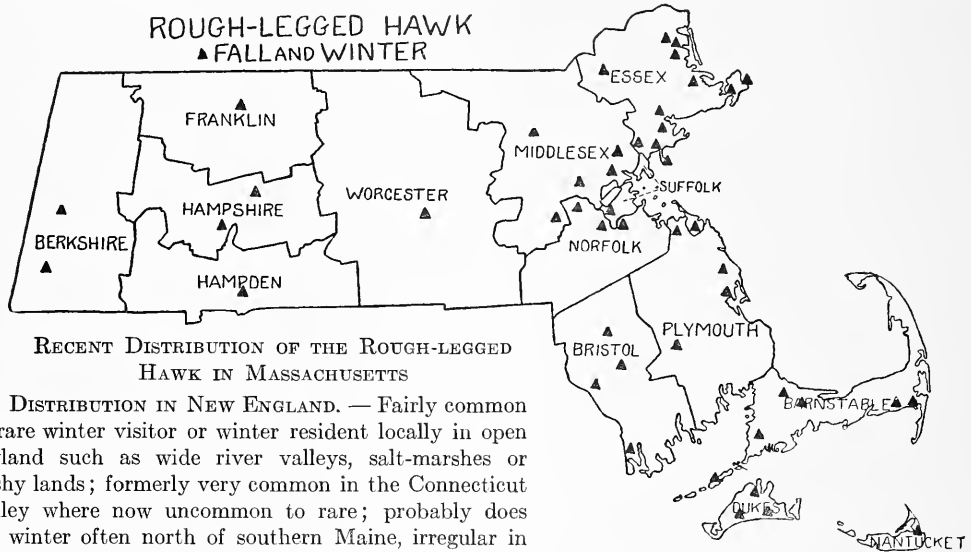 ROUGH-LEGGED HAWK
▲ FALL AND WINTER
ESSEX
FRANKLIN
MIDDLESEX
WORCESTER
SUFFOLK
HAMPSHIRE
BERKSHIRE
NORFOLK
HAMPDEN
PLYMOUTH
BRISTOL
BARNSTABLE
DUKES
NANTUCKET
RECENT DISTRIBUTION OF THE ROUGH-LEGGED
HAWK IN MASSACHUSETTS
DISTRIBUTION IN NEW ENGLAND. — Fairly common
rare winter visitor or winter resident locally in open
land such as wide river valleys, salt-marshes or
hy lands; formerly very common in the Connecticut
ley where now uncommon to rare; probably does
winter often north of southern Maine, irregular in